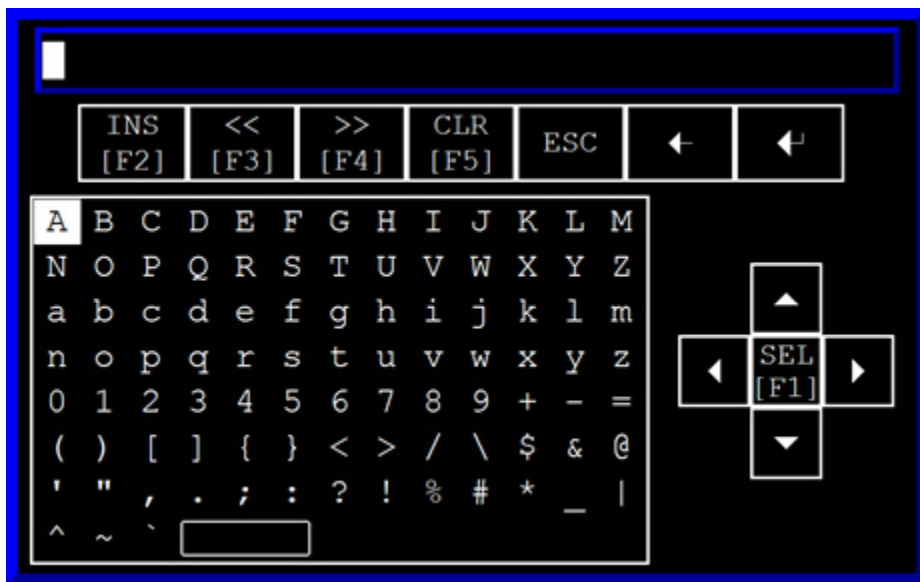 INS << >> CLR ESC
[F2] [F3] [F4] [F5]
A B C D E F G H I J K L M
N O P Q R S T U V W X Y Z
a b c d e f g h i j k l m
n o p q r s t u v w x y z
0 1 2 3 4 5 6 7 8 9 + - =
( ) [ ] { } < > / \ $ & @
' " , . ; : ? ! % # * _ |
^ ~ `
SEL
[F1]